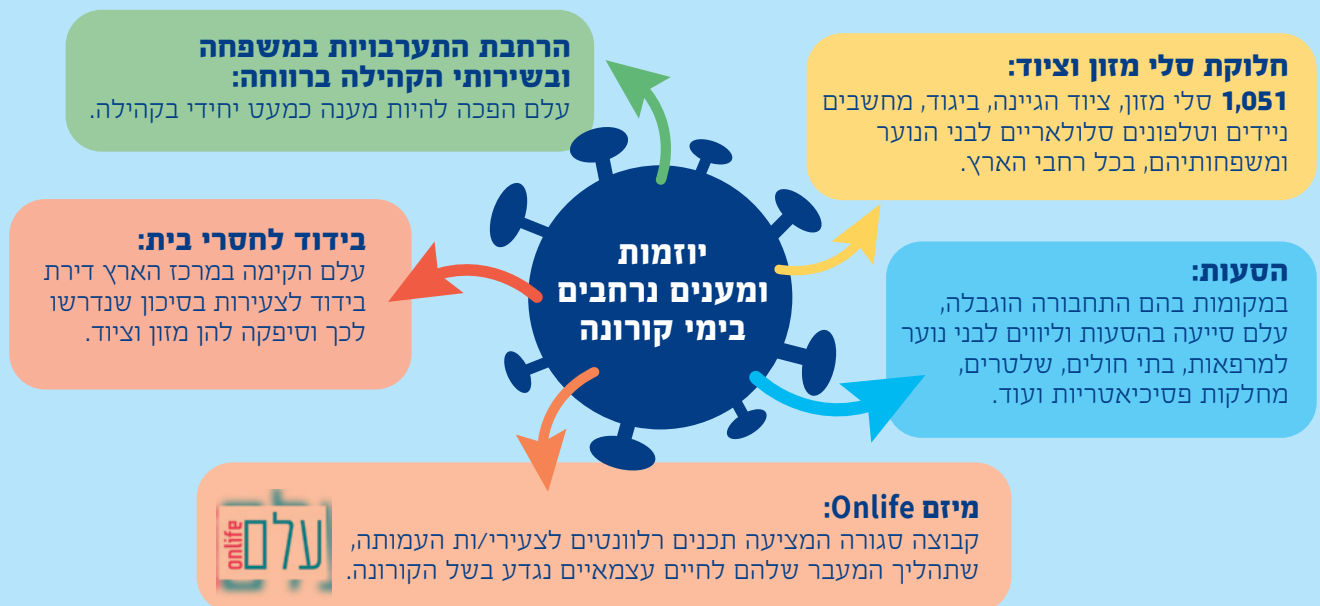 יוזמות
ומענים נרחבים
בימי קורונה
חלוקת סלי מזון וציוד:
1,051 סלי מזון, ציוד הגיינה, ביגוד, מחשבים
ניידים וטלפונים סלולאריים לבני הנוער
ומשפחותיהם, בכל רחבי הארץ.
הסעות:
במקומות בהם התחבורה הוגבלה,
עלם סייעה בהסעות וליווים לבני נוער
למרפאות, בתי חולים, שלטרים,
מחלקות פסיכיאטריות ועוד.
מיזם Onlife:
קבוצה סגורה המציעה תכנים רלוונטים לצעירי/ות העמותה,
שתהליך המעבר שלהם לחיים עצמאיים נגדע בשל הקורונה.
עלם
onlife
בידוד לחסרי בית:
עלם הקימה במרכז הארץ דירת
בידוד לצעירות בסיכון שנדרשו
לכך וסיפקה להן מזון וציוד.
הרחבת התערבויות במשפחה
ובשירותי הקהילה ברווחה:
עלם הפכה להיות מענה כמעט יחידי בקהילה.